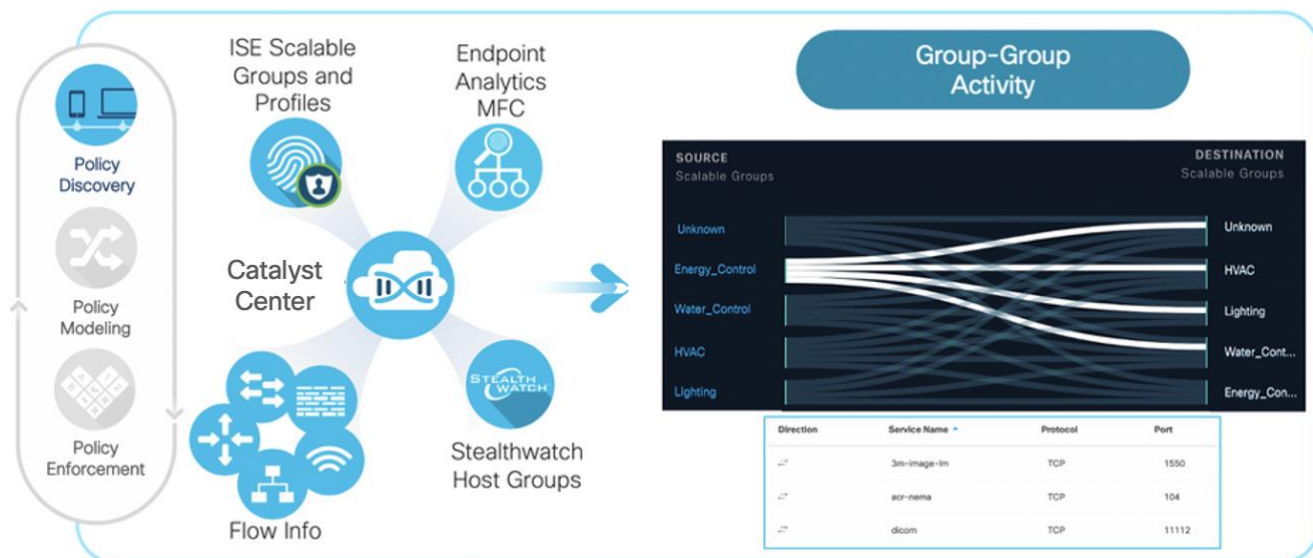 Policy
Discovery
Policy
Modeling
Policy
Enforcement
ISE Scalable
Groups and
Profiles
Endpoint
Analytics
MFC
Catalyst
Center
STEALTH
WATCH
Flow Info
Stealthwatch
Host Groups
Group-Group
Activity
SOURCE
Scalable Groups
DESTINATION
Scalable Groups
Unknown
Energy_Control
Water_Control
HVAC
Lighting
Unknown
HVAC
Lighting
Water_Cont...
Energy_Con...
Direction Service Name Protocol Port
3m-image-lm TCP 1550
acr-nema TCP 104
dicom TCP 11112